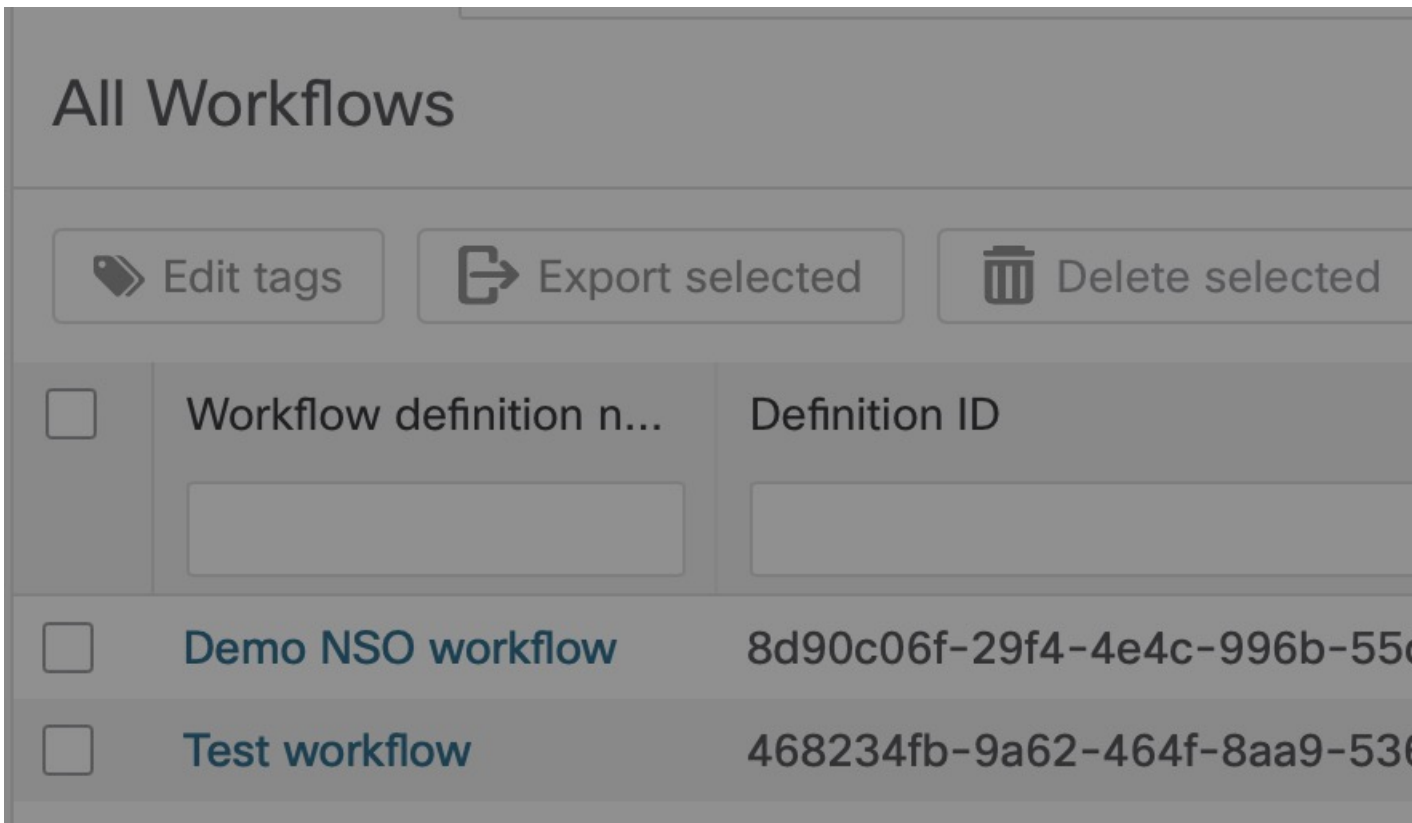 All Workflows
Edit tags Export selected Delete selected
Workflow definition n... Definition ID
Demo NSO workflow 8d90c06f-29f4-4e4c-996b-55
Test workflow 468234fb-9a62-464f-8aa9-536